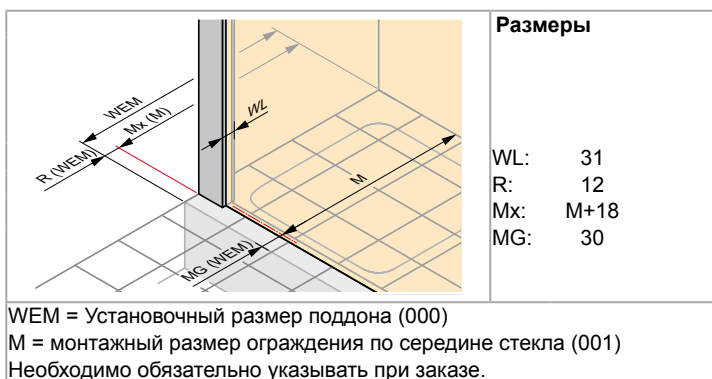 Размеры
WEM
Mx (M)
R (WEM)
WL
M
MG (WEM)
WL: 31
R: 12
Mx: M+18
MG: 30
WEM = Установочный размер поддона (000)
M = монтажный размер ограждения по середине стекла (001)
Необходимо обязательно указывать при заказе.